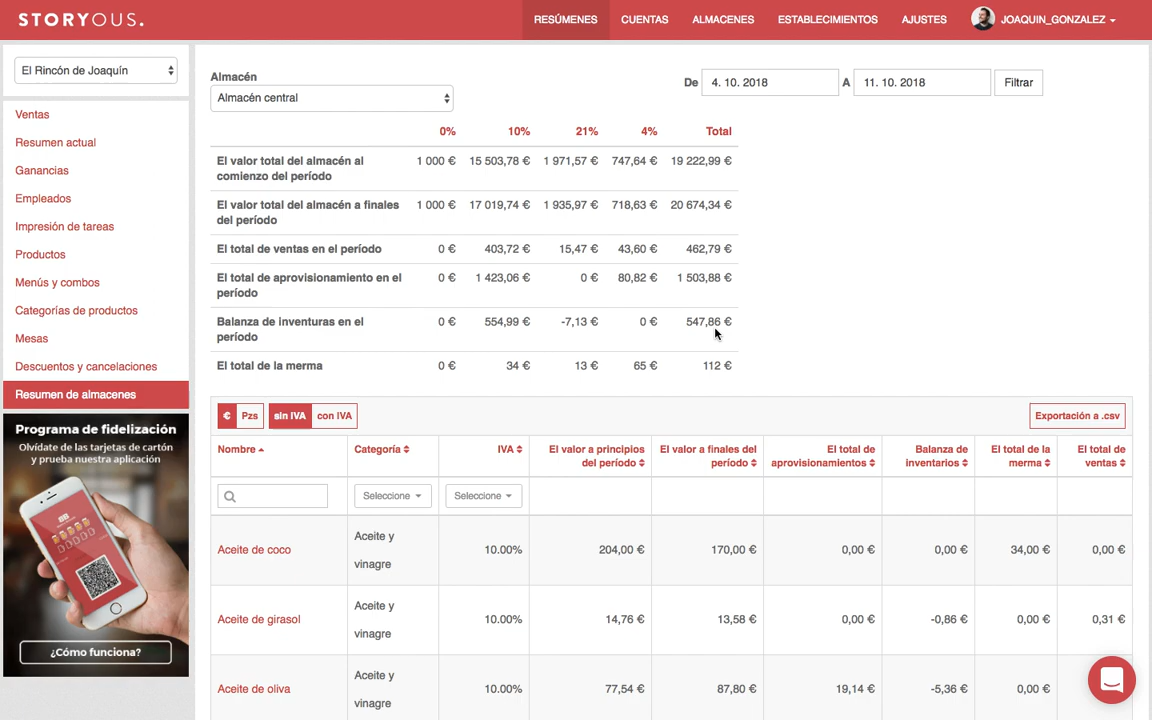 STORYOUS.
RESÚMENES CUENTAS ALMACENES ESTABLECIMIENTOS AJUSTES JOAQUIN_GONZALEZ
El Rincón de Joaquín
Ventas
Resumen actual
Ganancias
Empleados
Impresión de tareas
Productos
Menús y combos
Categorías de productos
Mesas
Descuentos y cancelaciones
Resumen de almacenes
Programa de fidelización
Olvídate de las tarjetas de cartón
y prueba nuestra aplicación
¿Cómo funciona?
Almacén
Almacén central
De 4. 10. 2018 A 11. 10. 2018 Filtrar
0% 10% 21% 4% Total
El valor total del almacén al
comienzo del período
1 000 € 15 503,78 € 1 971,57 € 747,64 € 19 222,99 €
El valor total del almacén a finales
del período
1 000 € 17 019,74 € 1 935,97 € 718,63 € 20 674,34 €
El total de ventas en el período 0 € 403,72 € 15,47 € 43,60 € 462,79 €
El total de aprovisionamiento en el
período
0 € 1 423,06 € 0 € 80,82 € 1 503,88 €
Balanza de inventuras en el
período
0 € 554,99 € -7,13 € 0 € 547,86 €
El total de la merma 0 € 34 € 13 € 65 € 112 €
€ Pzs sin IVA con IVA Exportación a .csv
Nombre Categoría IVA El valor a principios
del período
El valor a finales del
período
El total de
aprovisionamientos
Balanza de
inventarios
El total de la
merma
El total de
ventas
Seleccione Seleccione
Aceite de coco Aceite y
vinagre
10.00% 204,00 € 170,00 € 0,00 € 0,00 € 34,00 € 0,00 €
Aceite de girasol Aceite y
vinagre
10.00% 14,76 € 13,58 € 0,00 € -0,86 € 0,00 € 0,31 €
Aceite de oliva Aceite y
vinagre
10.00% 77,54 € 87,80 € 19,14 € -5,36 € 0,00 €